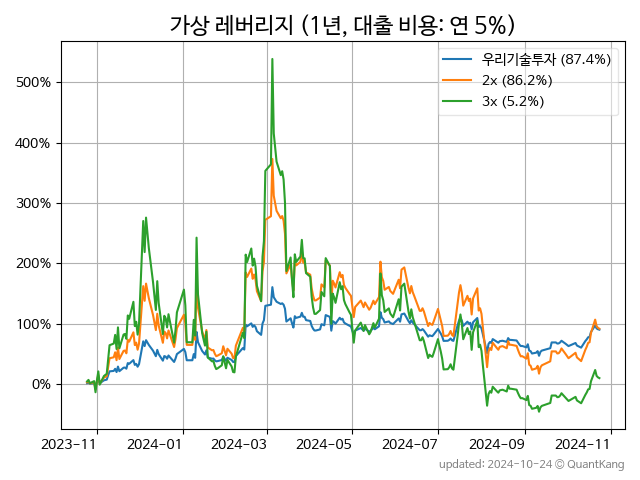 가상 레버리지 (1년, 대출 비용: 연 5%)
우리기술투자 (87.4%)
2x (86.2%)
3x (5.2%)
500%
400%
300%
200%
100%
0%
2023-11 2024-01 2024-03 2024-05 2024-07 2024-09 2024-11
updated: 2024-10-24 @ QuantKang